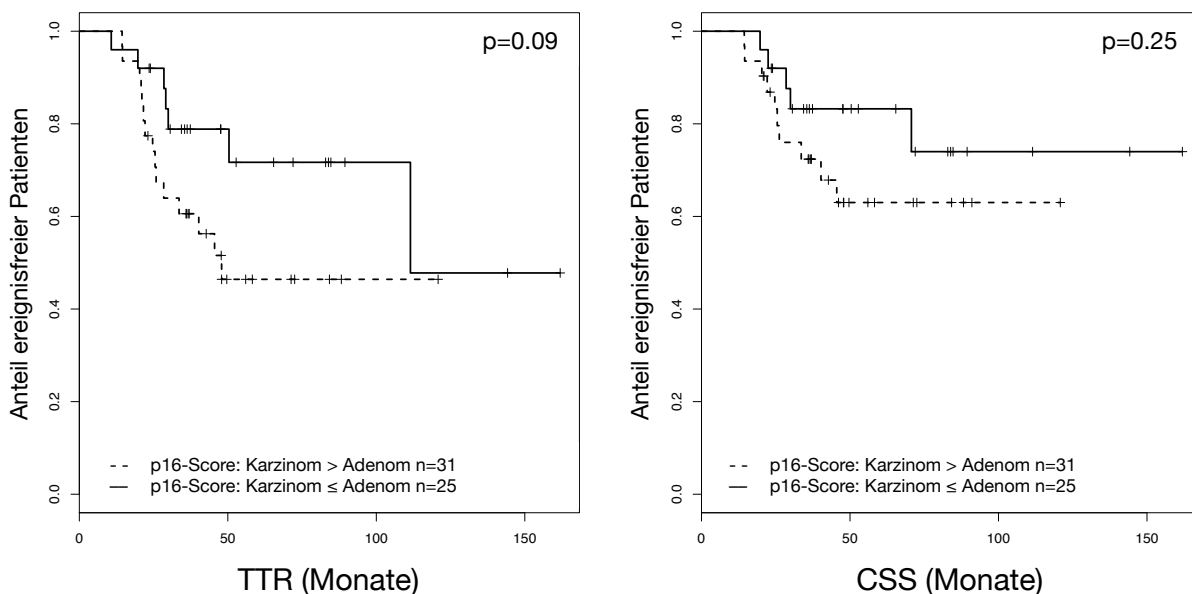 p=0.09
Anteil ereignisfreier Patienten
1.0
0.8
0.6
0.4
0.2
0.0
p16-Score: Karzinom > Adenom n=31
p16-Score: Karzinom ≤ Adenom n=25
0 50 100 150
TTR (Monate)
p=0.25
Anteil ereignisfreier Patienten
1.0
0.8
0.6
0.4
0.2
0.0
p16-Score: Karzinom > Adenom n=31
p16-Score: Karzinom ≤ Adenom n=25
0 50 100 150
CSS (Monate)